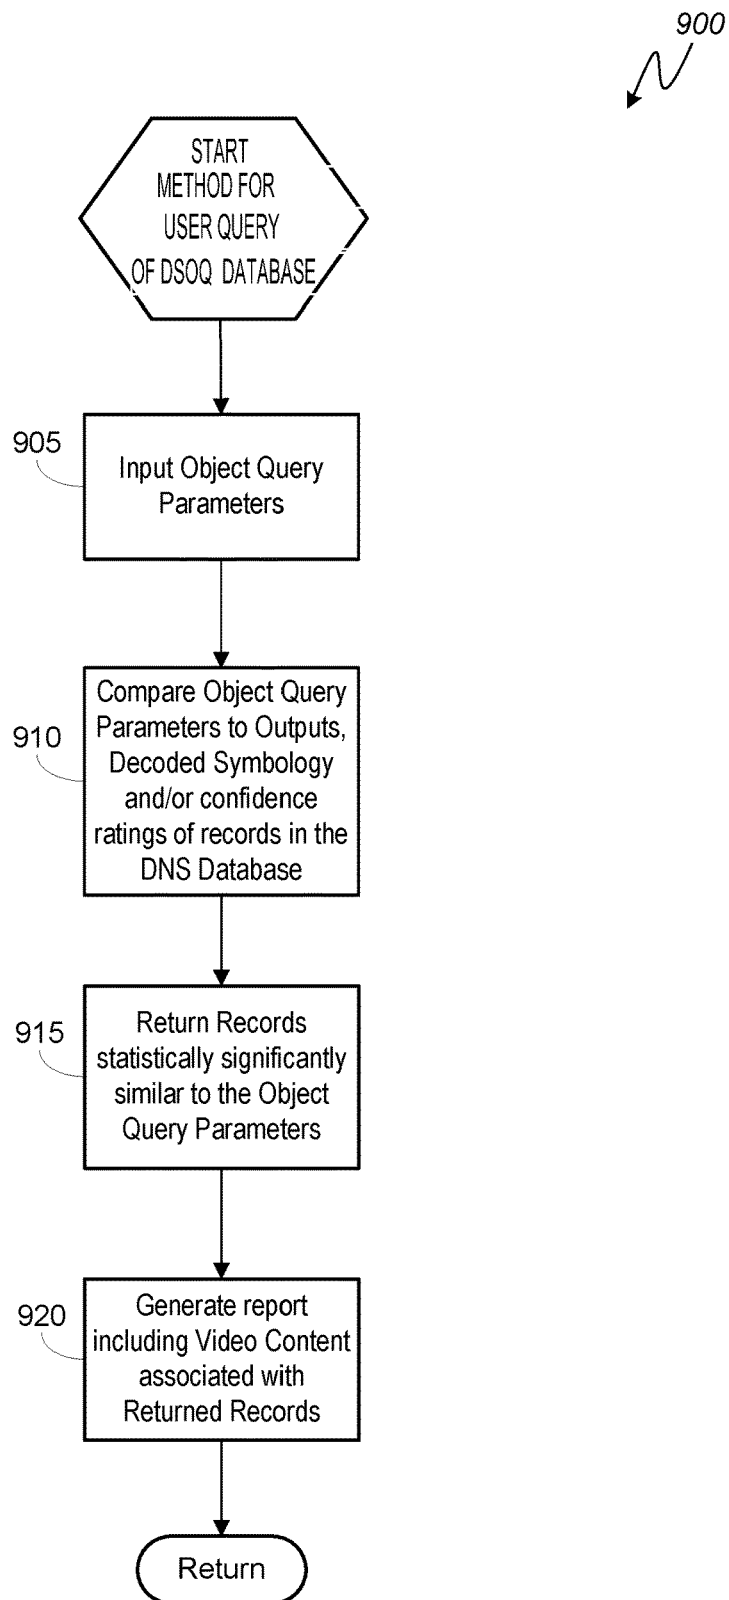 900
START
METHOD FOR
USER QUERY
OF DSOQ DATABASE
905
Input Object Query
Parameters
910
Compare Object Query
Parameters to Outputs,
Decoded Symbology
and/or confidence
ratings of records in the
DNS Database
915
Return Records
statistically significantly
similar to the Object
Query Parameters
920
Generate report
including Video Content
associated with
Returned Records
Return